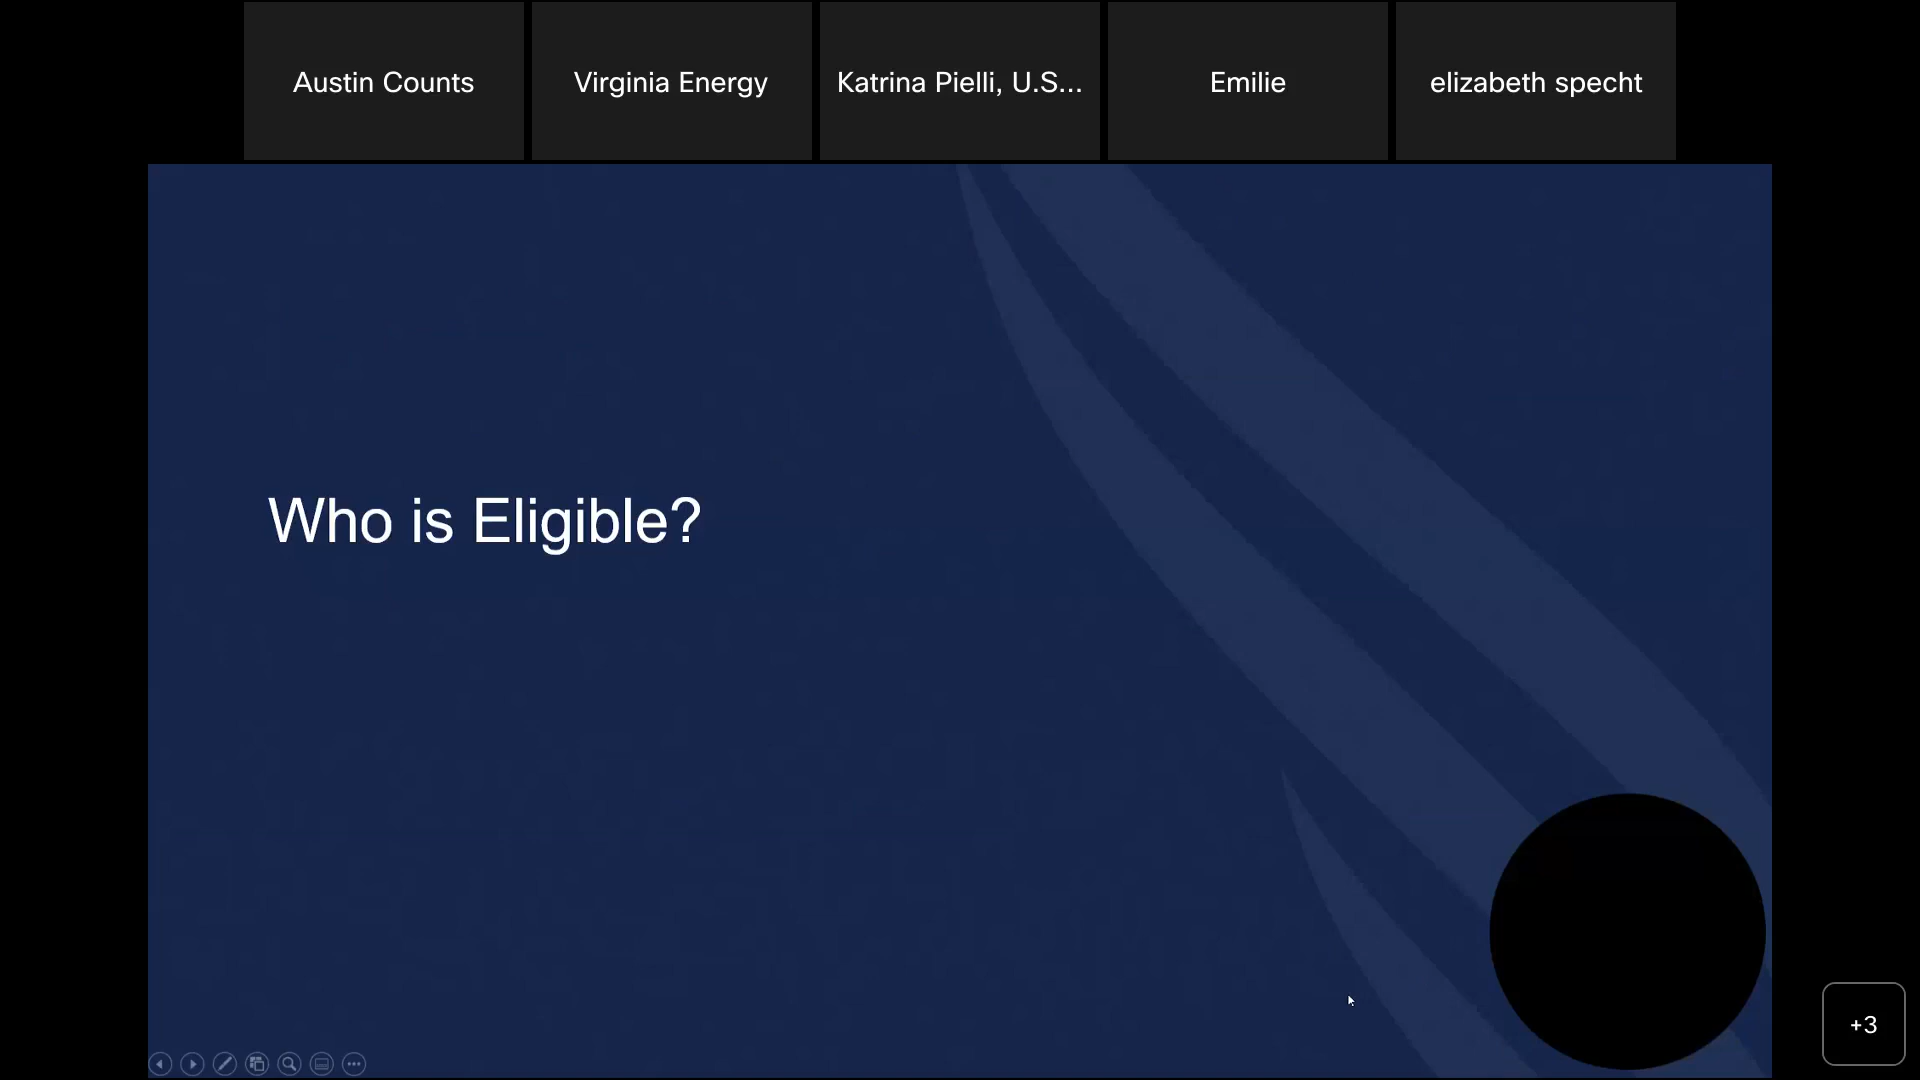 Austin Counts
Virginia Energy
Katrina Pielli, U.S...
Emilie
elizabeth specht
Who is Eligible?
+3